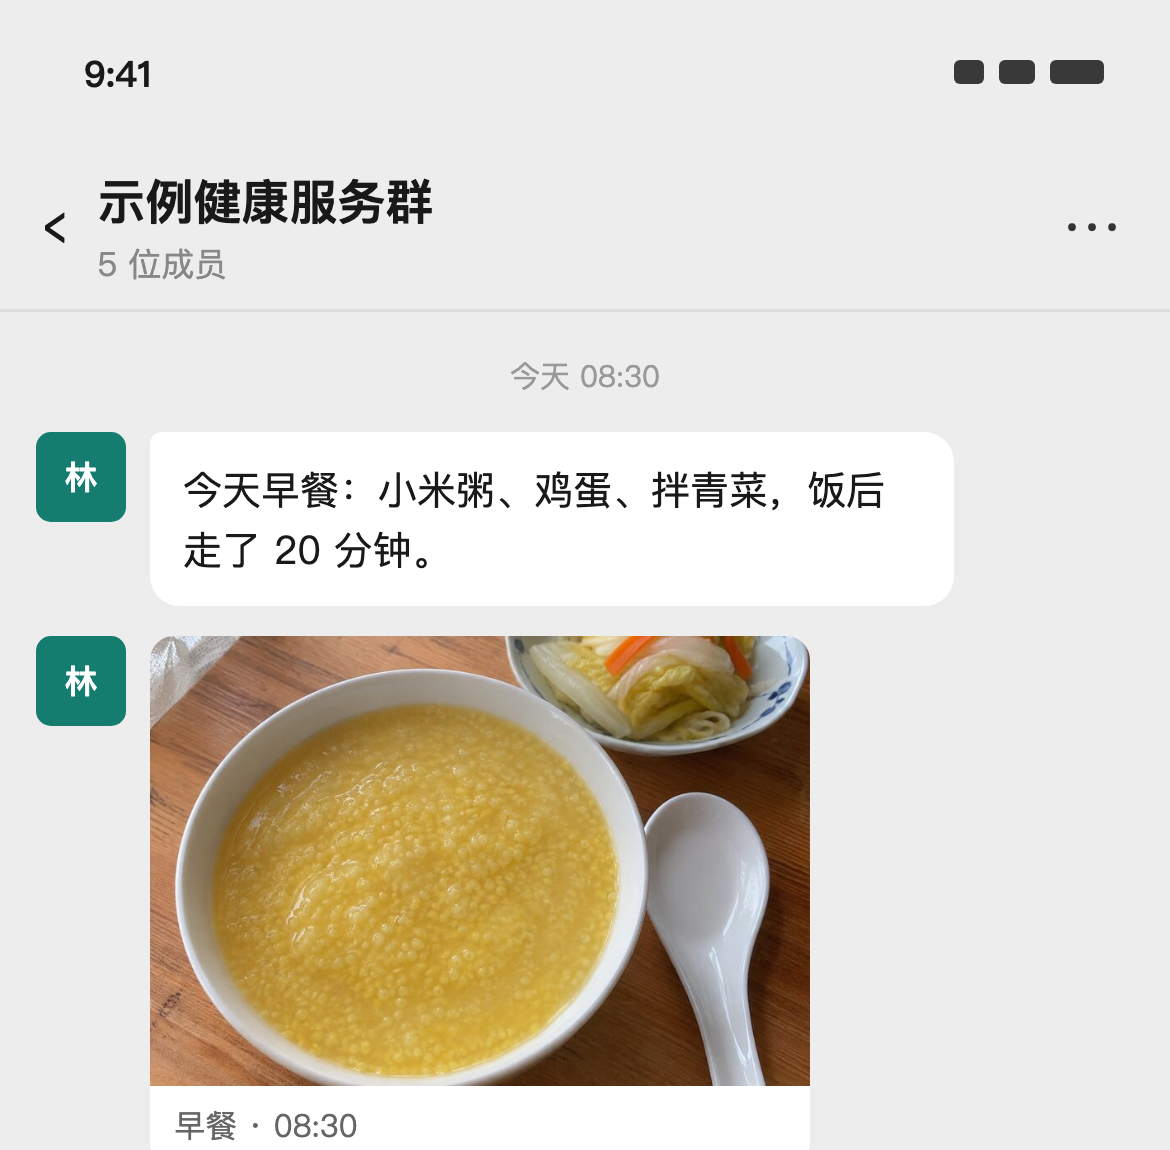 9:41
<
示例健康服务群
5 位成员
...
今天 08:30
林
今天早餐：小米粥、鸡蛋、拌青菜，饭后
走了 20 分钟。
林
早餐 · 08:30